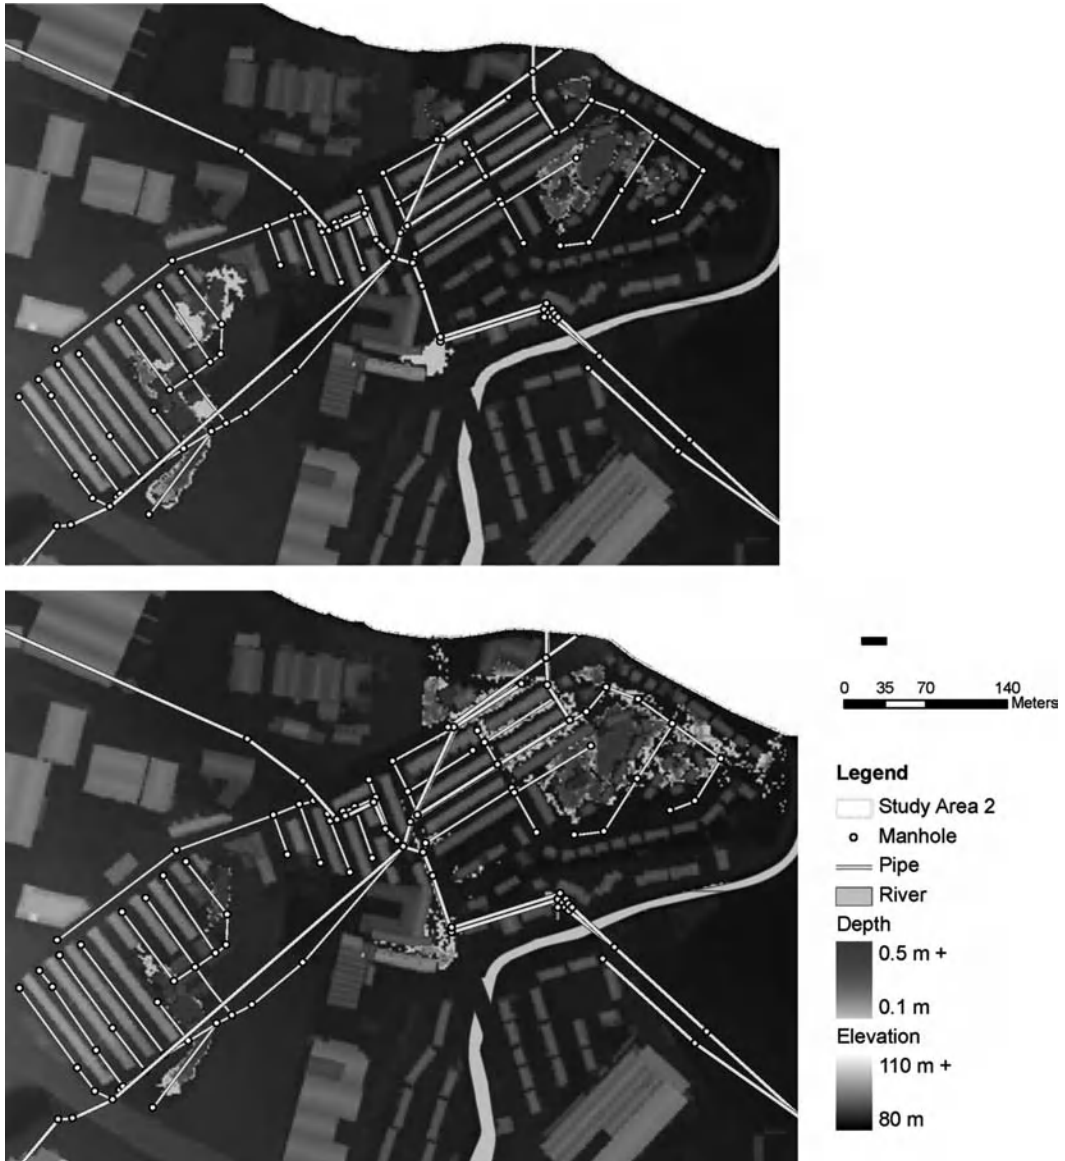 0 35 70 140
Meters
Legend
Study Area 2
Manhole
Pipe
River
Depth
0.5 m +
0.1 m
Elevation
110 m +
80 m